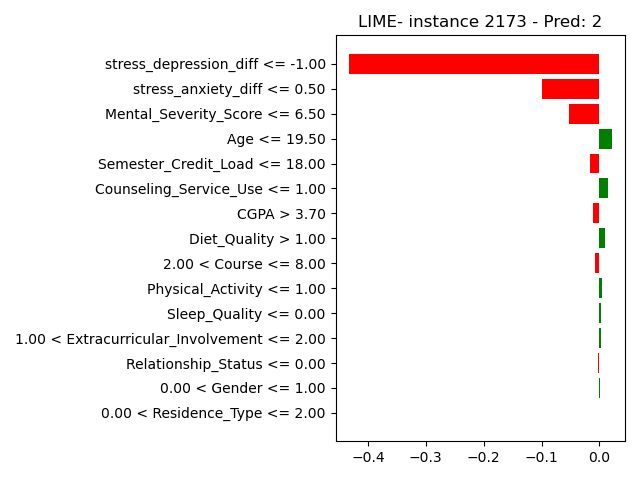 LIME- instance 2173 - Pred: 2
stress_depression_diff <= -1.00
stress_anxiety_diff <= 0.50
Mental_Severity_Score <= 6.50
Age <= 19.50
Semester_Credit_Load <= 18.00
Counseling_Service_Use <= 1.00
CGPA > 3.70
Diet_Quality > 1.00
2.00 < Course <= 8.00
Physical_Activity <= 1.00
Sleep_Quality <= 0.00
1.00 < Extracurricular_Involvement <= 2.00
Relationship_Status <= 0.00
0.00 < Gender <= 1.00
0.00 < Residence_Type <= 2.00
−0.4 −0.3 −0.2 −0.1 0.0